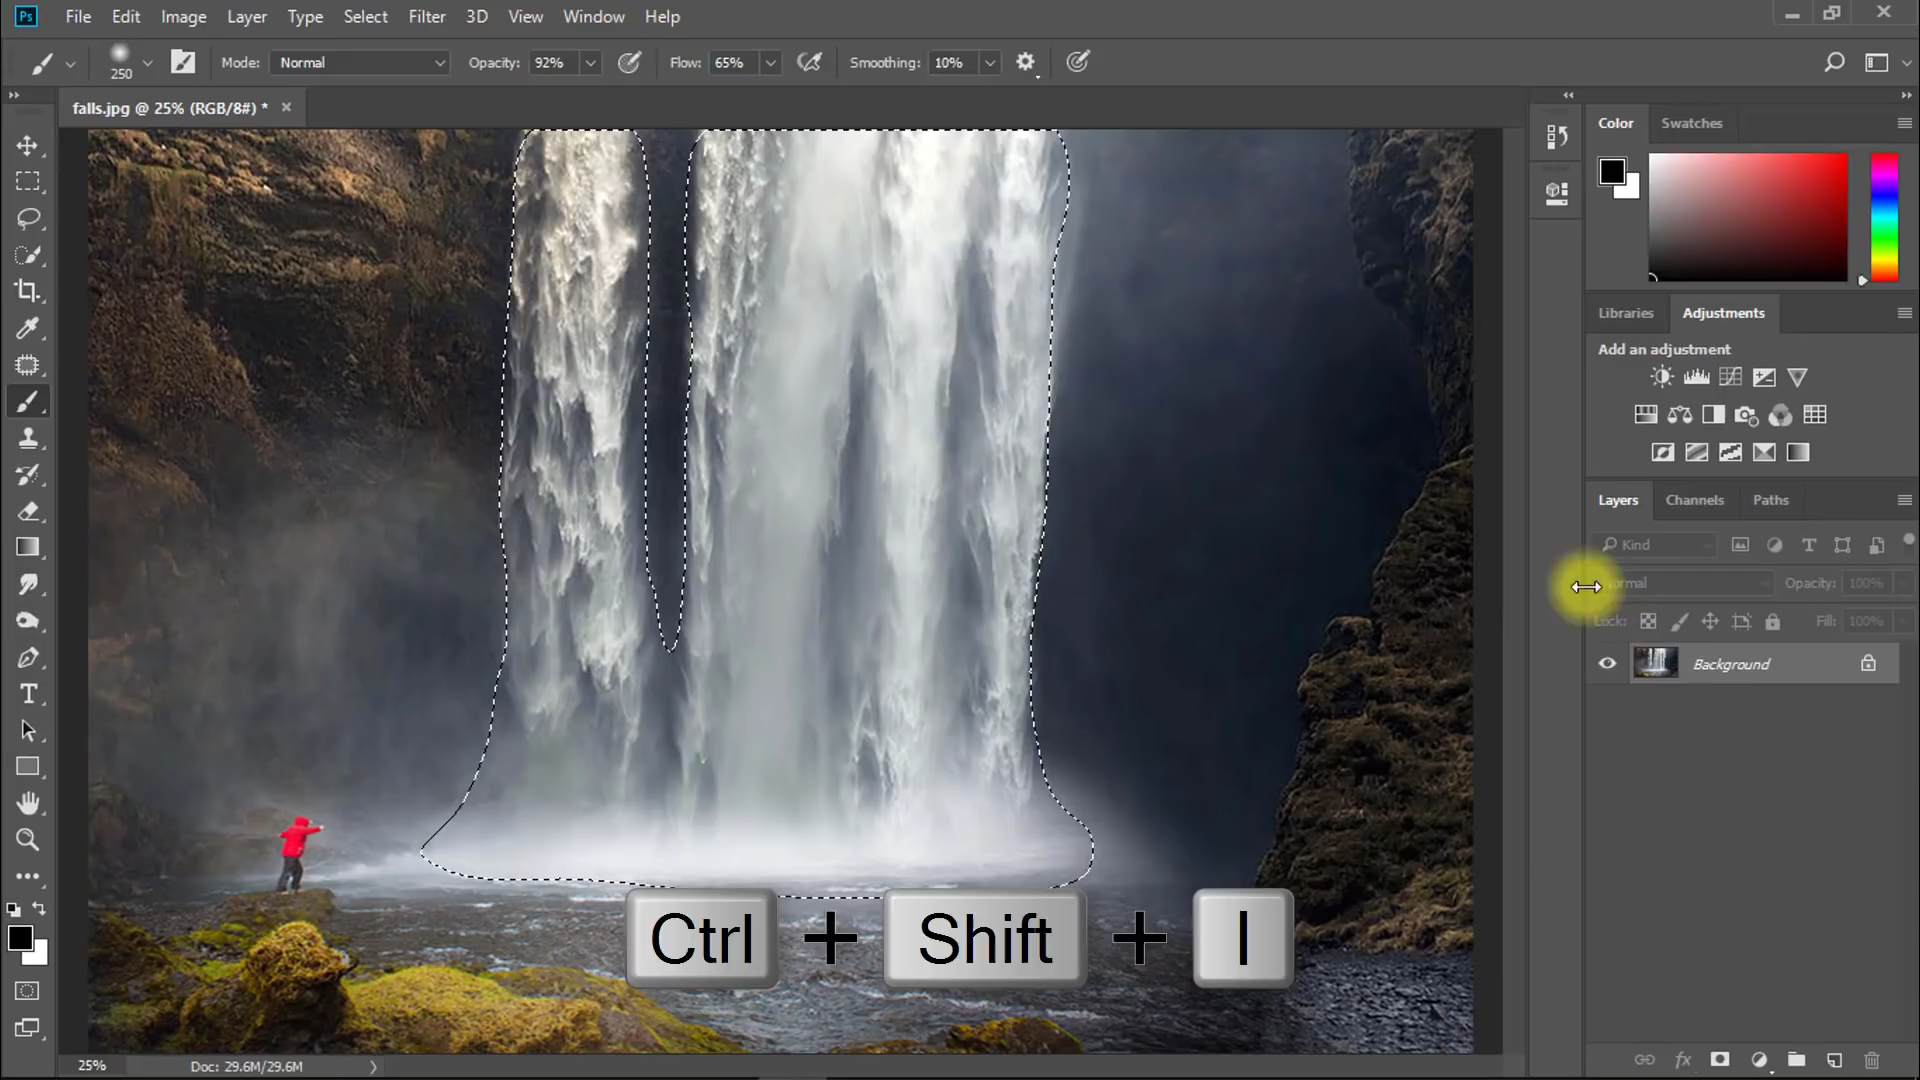 Ps File Edit Image Layer Type Select Filter 3D View Window Help
250 Mode: Normal Opacity: 92% Flow: 65% Smoothing: 10%
falls.jpg @ 25% (RGB/8#) *
Color Swatches
Libraries Adjustments
Add an adjustment
Layers Channels Paths
Kind
Opacity: 100%
Lock: Fill: 100%
Background
fx
Ctrl + Shift + I
25% Doc: 29.6M/29.6M